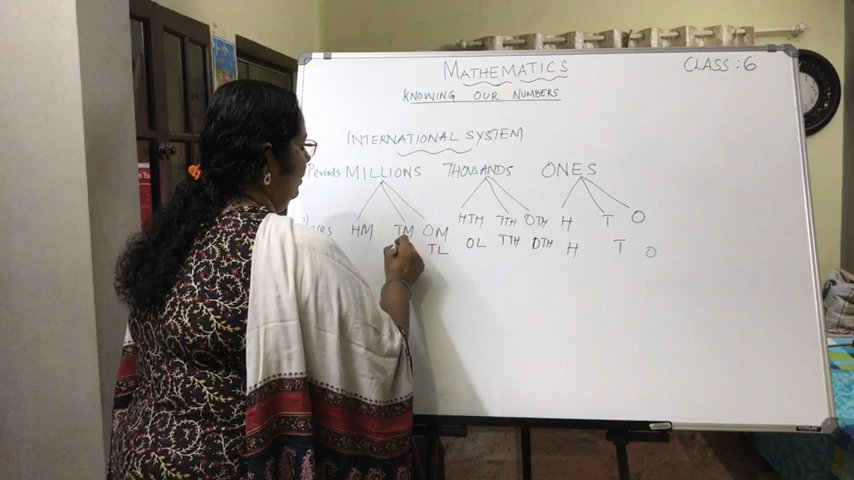 MATHEMATICS
CLASS : 6
KNOWING OUR NUMBERS
INTERNATIONAL SYSTEM
Periods MILLIONS THOUSANDS ONES
HM TM OM HTH TTH OTH H T O
TL OL TTH OTH H T O